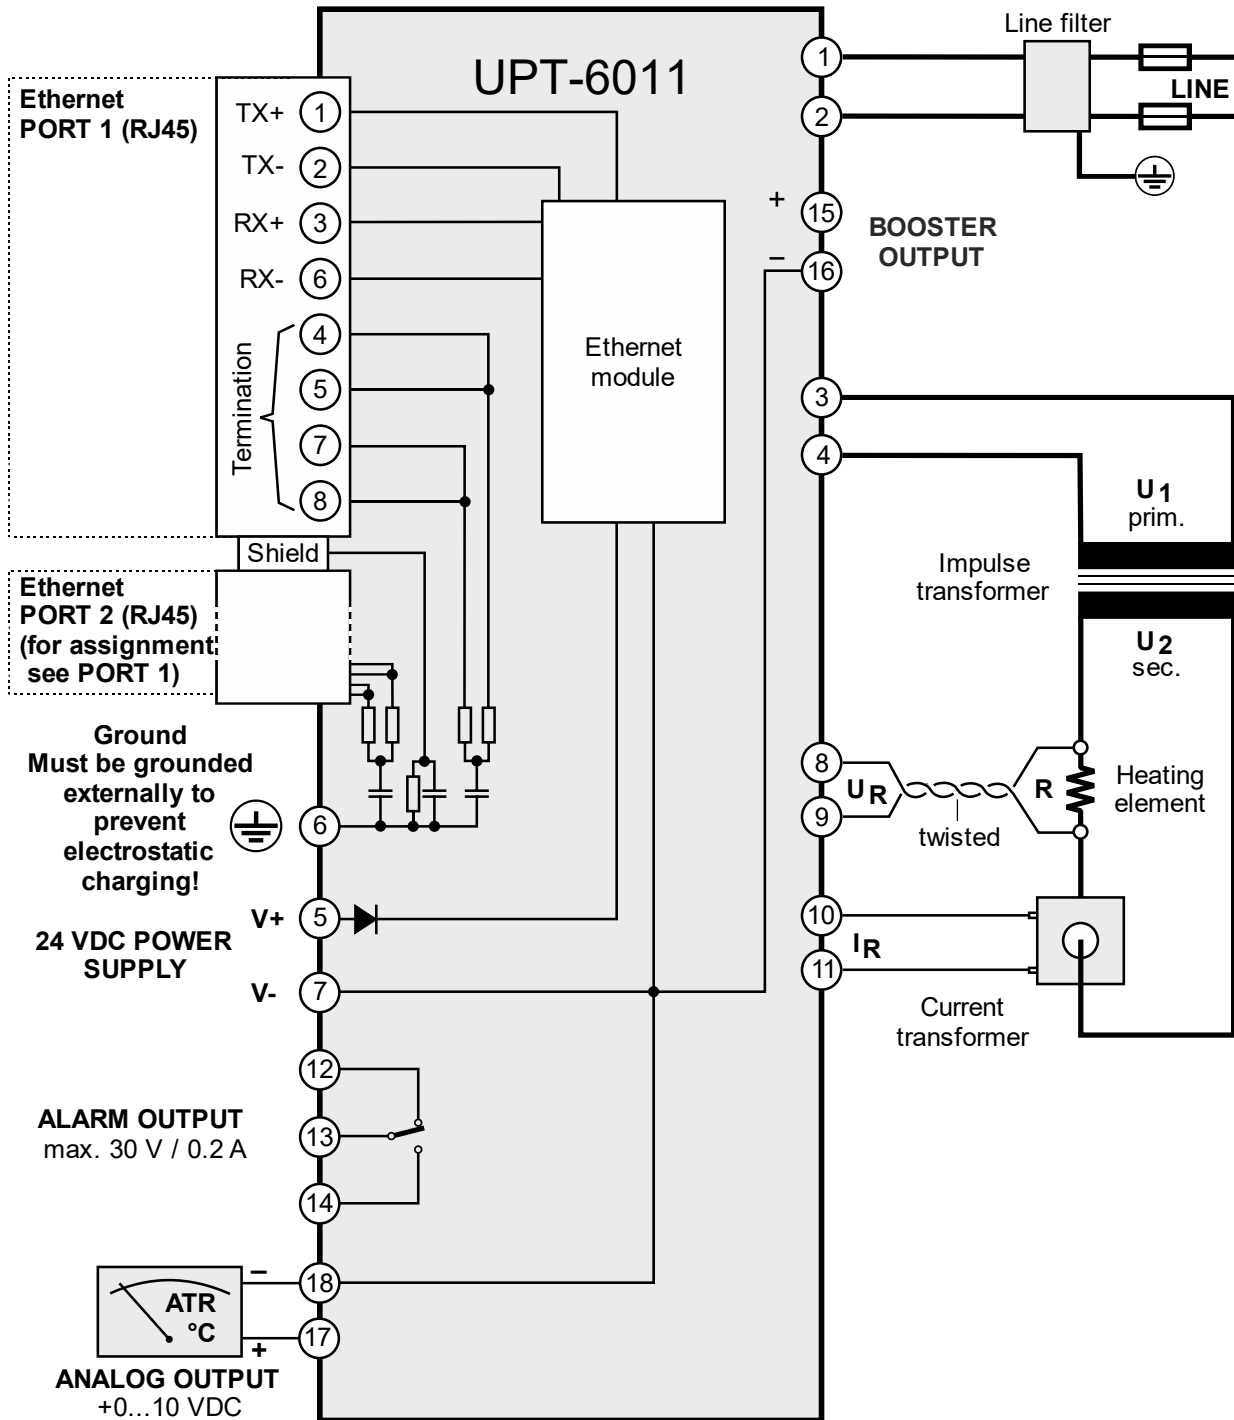 UPT-6011
Line filter
LINE
1
2
+
15
−
16
BOOSTER
OUTPUT
Ethernet
PORT 1 (RJ45)
TX+ 1
TX- 2
RX+ 3
RX- 6
4
5
7
8
Termination
Shield
Ethernet
module
Ethernet
PORT 2 (RJ45)
(for assignment
see PORT 1)
3
4
U1
prim.
Impulse
transformer
U2
sec.
Ground
Must be grounded
externally to
prevent
electrostatic
charging!
6
8
9
UR
twisted
R
Heating
element
V+ 5
24 VDC POWER
SUPPLY
V- 7
10
11
IR
Current
transformer
12
13
14
ALARM OUTPUT
max. 30 V / 0.2 A
− 18
+ 17
ATR
°C
ANALOG OUTPUT
+0...10 VDC